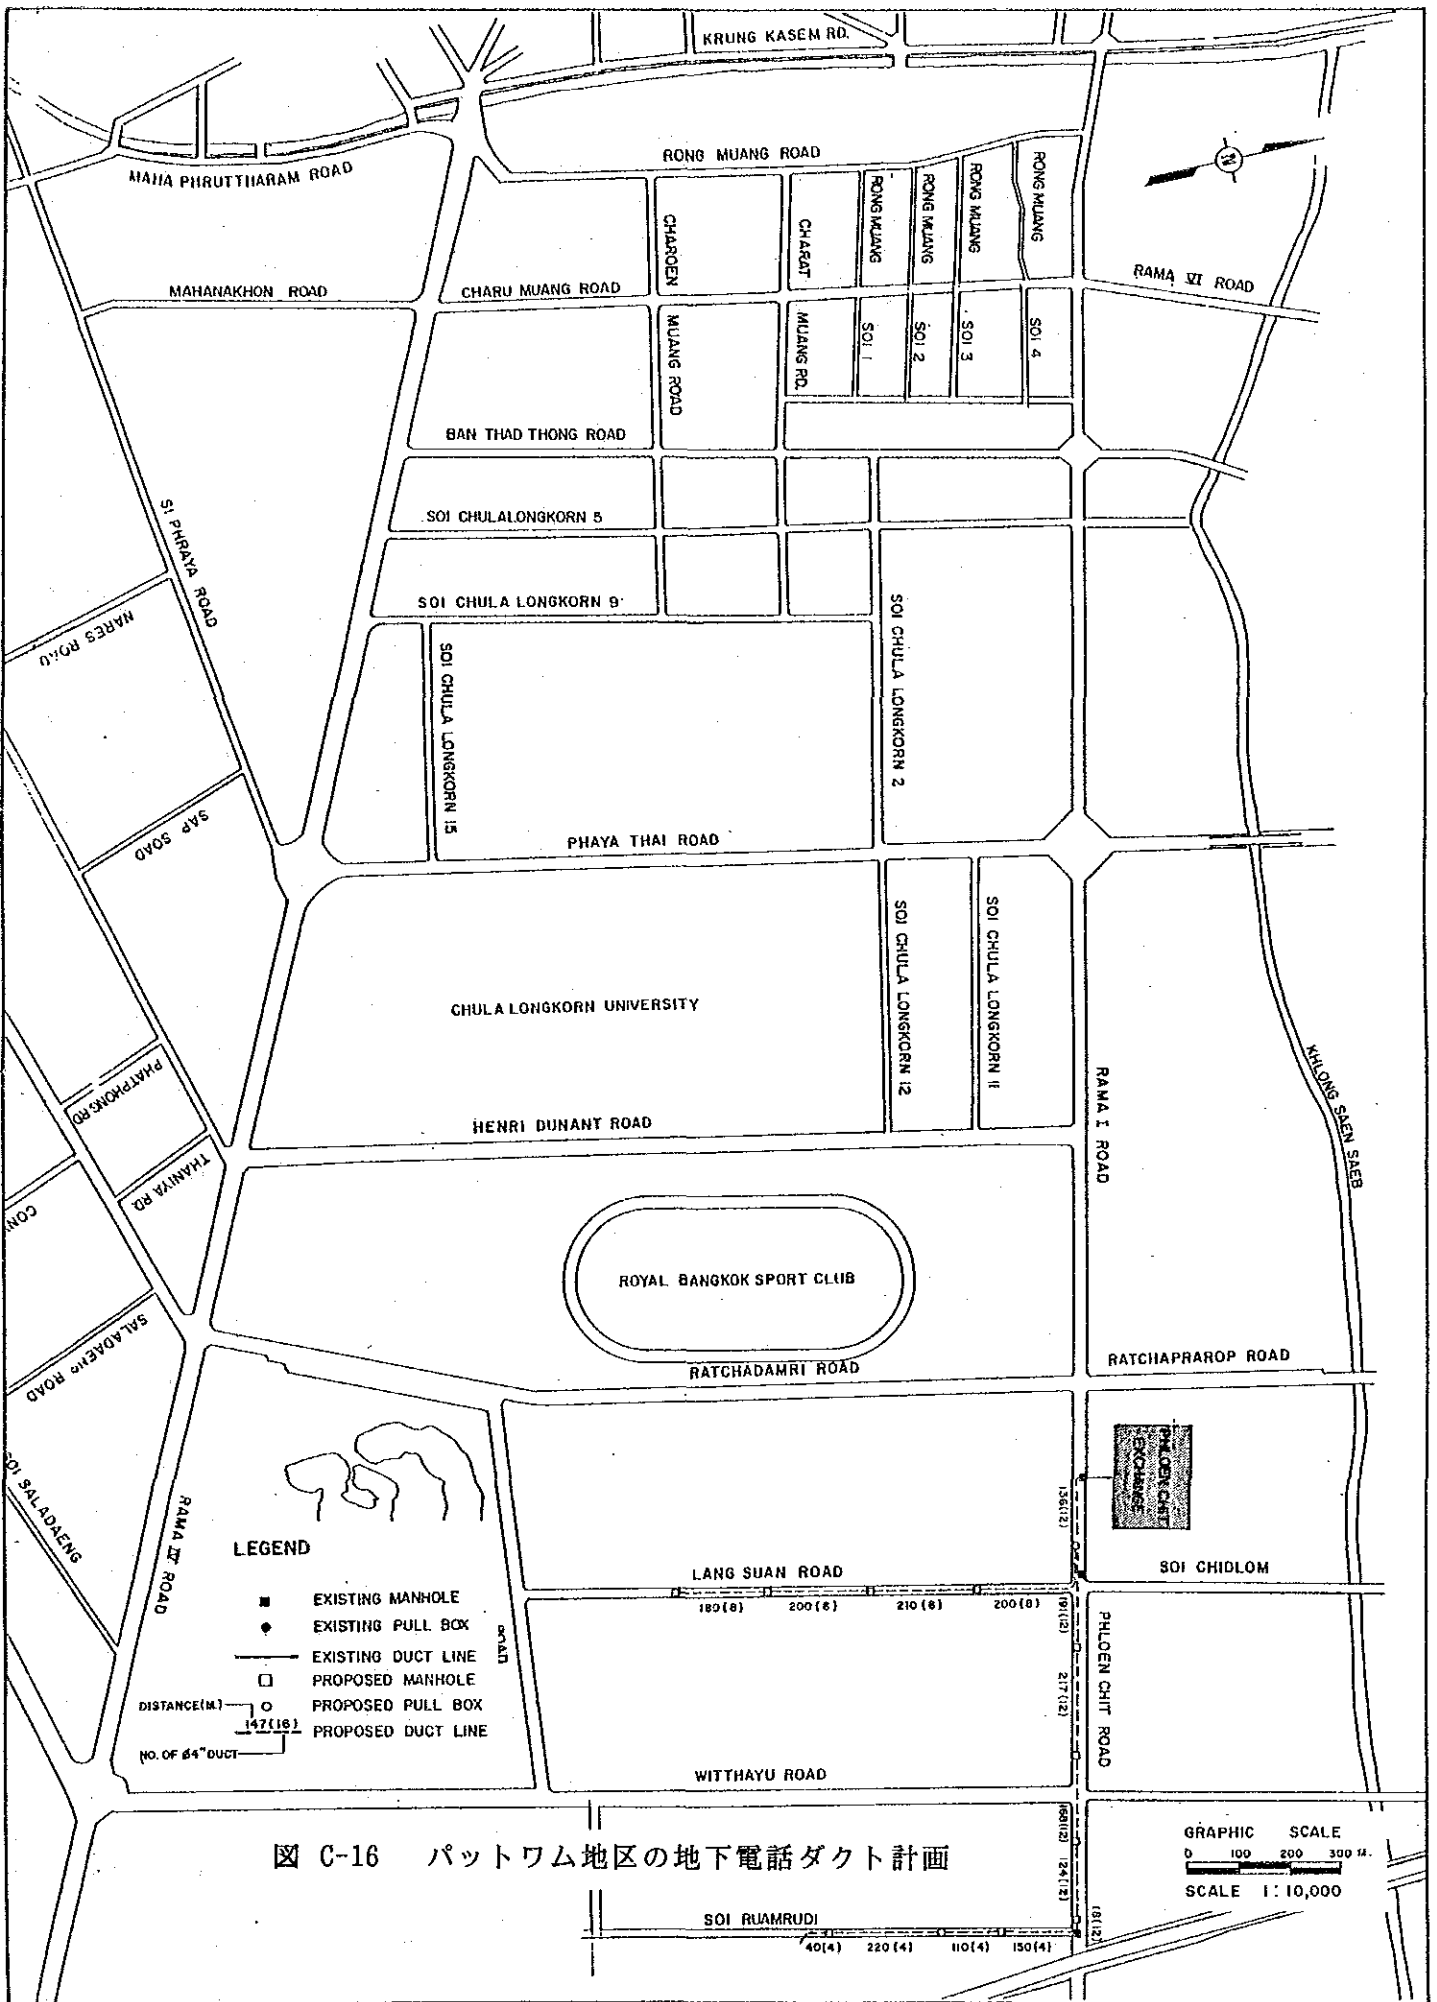 KRUNG KASEM RD.
RONG MUANG ROAD
MAHA PHRUTTHARAM ROAD
N
CHAROEN
MUANG ROAD
CHARAT
MUANG RD.
RONG MUANG
SOI 1
RONG MUANG
SOI 2
RONG MUANG
SOI 3
RONG MUANG
SOI 4
RAMA VI ROAD
MAHANAKHON ROAD
CHARU MUANG ROAD
BAN THAD THONG ROAD
SI PHRAYA ROAD
SOI CHULALONGKORN 5
SOI CHULA LONGKORN 9
NARES ROAD
SOI CHULA LONGKORN 15
SOI CHULA LONGKORN 2
SAP SOAD
PHAYA THAI ROAD
SOI CHULA LONGKORN 12
SOI CHULA LONGKORN 11
CHULA LONGKORN UNIVERSITY
RAMA I ROAD
KHLONG SAEN SAEB
PHATPHONG RD
HENRI DUNANT ROAD
THANIYA RD.
CONV
ROYAL BANGKOK SPORT CLUB
SALADAENG ROAD
RATCHADAMRI ROAD
RATCHAPRAROP ROAD
PHLOEN CHIT
EXCHANGE
SOI SALADAENG
RAMA IV ROAD
136(12)
LANG SUAN ROAD
SOI CHIDLOM
180(8)
200(8)
210(8)
200(8)
191(12)
217(12)
PHLOEN CHIT ROAD
ROAD
LEGEND
EXISTING MANHOLE
EXISTING PULL BOX
EXISTING DUCT LINE
PROPOSED MANHOLE
DISTANCE(M.)
PROPOSED PULL BOX
147(16)
PROPOSED DUCT LINE
NO. OF Ø4" DUCT
WITTHAYU ROAD
168(12)
124(12)
18(12)
図 C-16 パットワム地区の地下電話ダクト計画
GRAPHIC SCALE
0 100 200 300 M.
SCALE 1:10,000
SOI RUAMRUDI
40(4)
220(4)
110(4)
150(4)